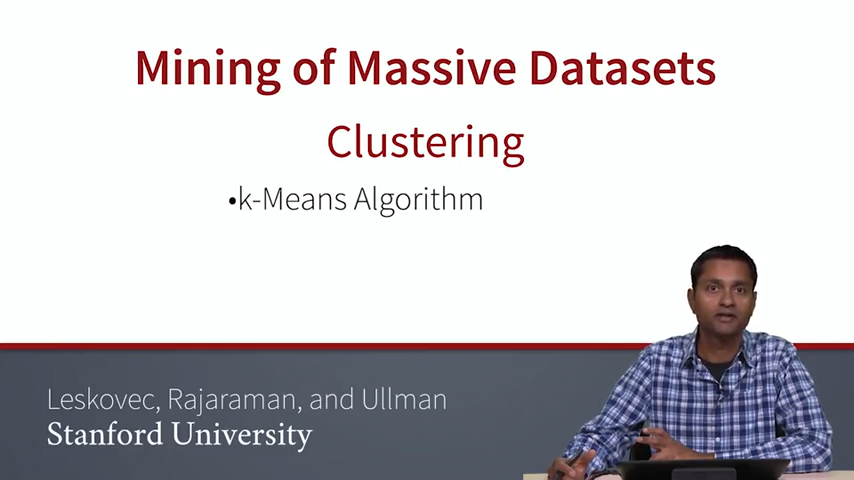 Mining of Massive Datasets
Clustering
•k-Means Algorithm
Leskovec, Rajaraman, and Ullman
Stanford University